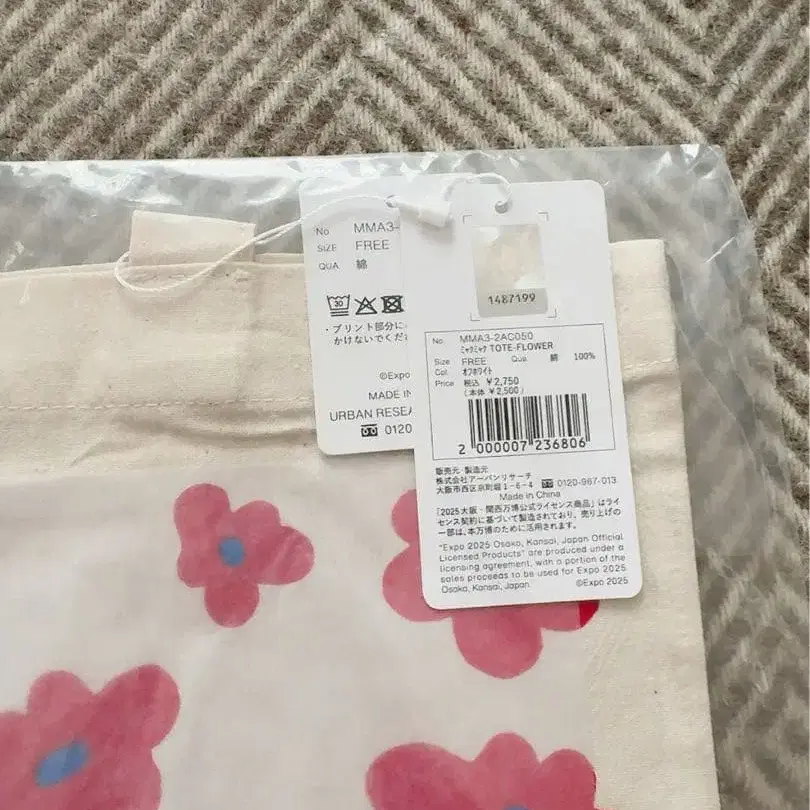 No MMA3-
SIZE FREE
QUA 綿
30
・プリント部分に
かけないでくだ
©Expo
MADE IN
URBAN RESEA
0120
1487199
No. MMA3-2AC050
ミャクミャク TOTE-FLOWER
Size FREE Qua. 綿 100%
Col. オフホワイト
Price 税込 ¥2,750
(本体 ¥2,500)
2 000007 236806
販売元・製造元
株式会社アーバンリサーチ
大阪市西区京町堀1-6-4 0120-967-013
Made in China
「2025大阪・関西万博公式ライセンス商品」はライ
センス契約に基づいて製造されており、売り上げの
一部は、本万博のために活用されます。
"Expo 2025 Osaka, Kansai, Japan Official
Licensed Products" are produced under a
licensing agreement, with a portion of the
sales proceeds to be used for Expo 2025
Osaka, Kansai, Japan. ©Expo 2025